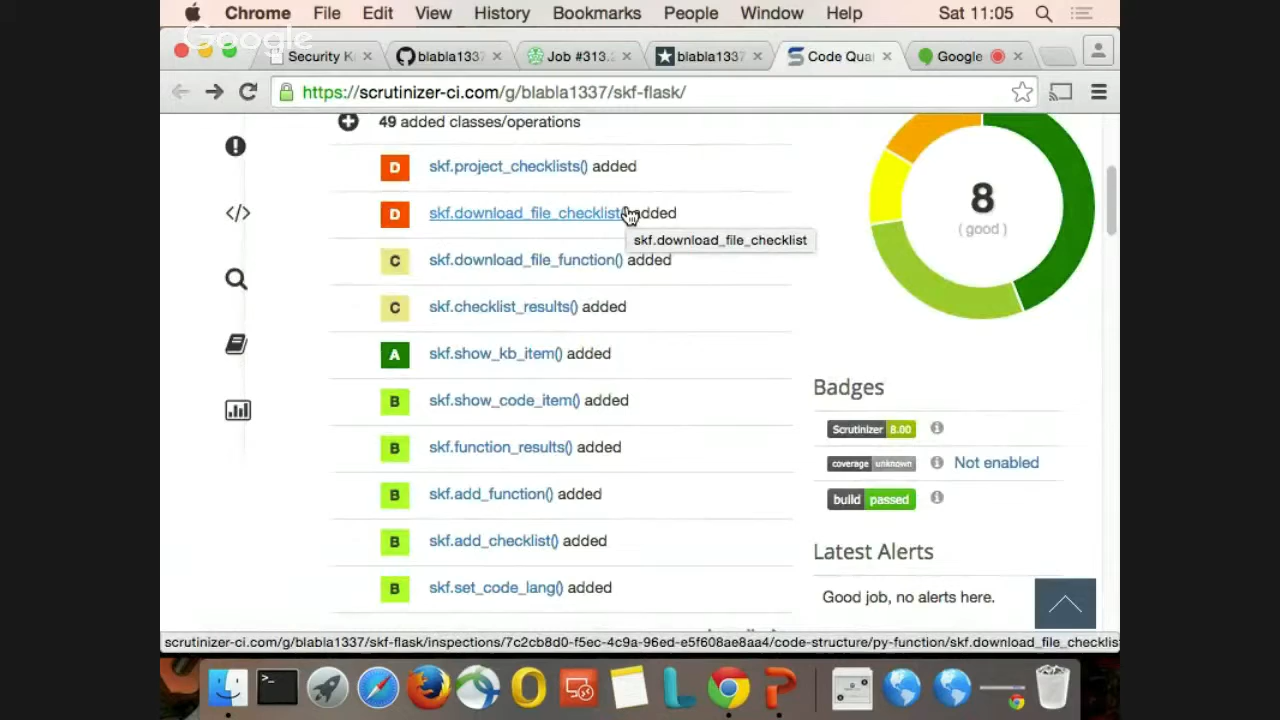 Chrome File Edit View History Bookmarks People Window Help Sat 11:05
Google
Security K blabla1337 Job #313. blabla1337 Code Qua Google
https://scrutinizer-ci.com/g/blabla1337/skf-flask/
49 added classes/operations
D skf.project_checklists() added
D skf.download_file_checklist added
skf.download_file_checklist
C skf.download_file_function() added
C skf.checklist_results() added
A skf.show_kb_item() added
B skf.show_code_item() added
B skf.function_results() added
B skf.add_function() added
B skf.add_checklist() added
B skf.set_code_lang() added
8
( good )
Badges
Scrutinizer 8.00
coverage unknown Not enabled
build passed
Latest Alerts
Good job, no alerts here.
scrutinizer-ci.com/g/blabla1337/skf-flask/inspections/7c2cb8d0-f5ec-4c9a-96ed-e5f608ae8aa4/code-structure/py-function/skf.download_file_checklist